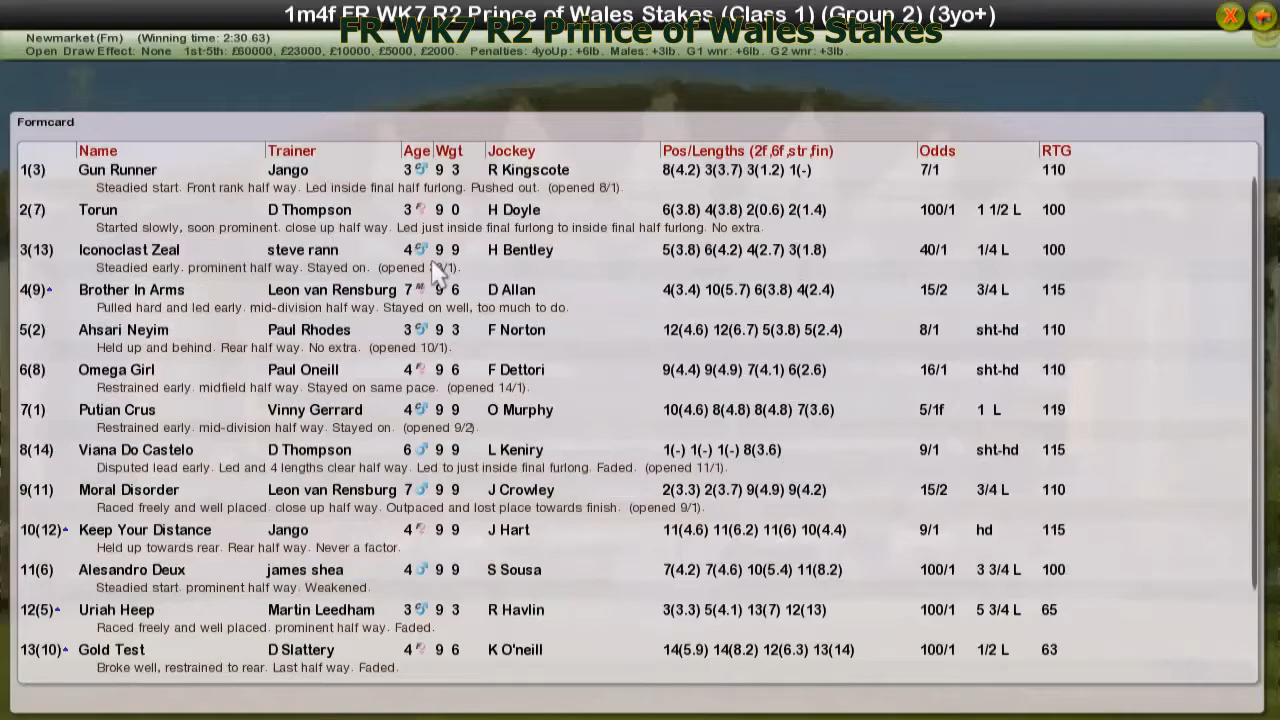 1m4f FR WK7 R2 Prince of Wales Stakes (Class 1) (Group 2) (3yo+)
FR WK7 R2 Prince of Wales Stakes
Newmarket (Fm) (Winning time: 2:30.63)
Open Draw Effect: None 1st-5th: £60000, £23000, £10000, £5000, £2000. Penalties: 4yoUp: +6lb. Males: +3lb. G1 wnr: +6lb. G2 wnr: +3lb.
Formcard
Name Trainer Age Wgt Jockey Pos/Lengths (2f,6f,str,fin) Odds RTG
1(3) Gun Runner Jango 3 9 3 R Kingscote 8(4.2) 3(3.7) 3(1.2) 1(-) 7/1 110
Steadied start. Front rank half way. Led inside final half furlong. Pushed out. (opened 8/1).
2(7) Torun D Thompson 3 9 0 H Doyle 6(3.8) 4(3.8) 2(0.6) 2(1.4) 100/1 1 1/2 L 100
Started slowly, soon prominent. close up half way. Led just inside final furlong to inside final half furlong. No extra.
3(13) Iconoclast Zeal steve rann 4 9 9 H Bentley 5(3.8) 6(4.2) 4(2.7) 3(1.8) 40/1 1/4 L 100
Steadied early. prominent half way. Stayed on. (opened /1).
4(9) Brother In Arms Leon van Rensburg 7 9 6 D Allan 4(3.4) 10(5.7) 6(3.8) 4(2.4) 15/2 3/4 L 115
Pulled hard and led early. mid-division half way. Stayed on well, too much to do.
5(2) Ahsari Neyim Paul Rhodes 3 9 3 F Norton 12(4.6) 12(6.7) 5(3.8) 5(2.4) 8/1 sht-hd 110
Held up and behind. Rear half way. No extra. (opened 10/1).
6(8) Omega Girl Paul Oneill 4 9 6 F Dettori 9(4.4) 9(4.9) 7(4.1) 6(2.6) 16/1 sht-hd 110
Restrained early. midfield half way. Stayed on same pace. (opened 14/1).
7(1) Putian Crus Vinny Gerrard 4 9 9 O Murphy 10(4.6) 8(4.8) 8(4.8) 7(3.6) 5/1f 1 L 119
Restrained early. mid-division half way. Stayed on. (opened 9/2).
8(14) Viana Do Castelo D Thompson 6 9 9 L Keniry 1(-) 1(-) 1(-) 8(3.6) 9/1 sht-hd 115
Disputed lead early. Led and 4 lengths clear half way. Led to just inside final furlong. Faded. (opened 11/1).
9(11) Moral Disorder Leon van Rensburg 7 9 9 J Crowley 2(3.3) 2(3.7) 9(4.9) 9(4.2) 15/2 3/4 L 110
Raced freely and well placed. close up half way. Outpaced and lost place towards finish. (opened 9/1).
10(12) Keep Your Distance Jango 4 9 9 J Hart 11(4.6) 11(6.2) 11(6) 10(4.4) 9/1 hd 115
Held up towards rear. Rear half way. Never a factor.
11(6) Alesandro Deux james shea 4 9 9 S Sousa 7(4.2) 7(4.6) 10(5.4) 11(8.2) 100/1 3 3/4 L 100
Steadied start. prominent half way. Weakened.
12(5) Uriah Heep Martin Leedham 3 9 3 R Havlin 3(3.3) 5(4.1) 13(7) 12(13) 100/1 5 3/4 L 65
Raced freely and well placed. prominent half way. Faded.
13(10) Gold Test D Slattery 4 9 6 K O'neill 14(5.9) 14(8.2) 12(6.3) 13(14) 100/1 1/2 L 63
Broke well, restrained to rear. Last half way. Faded.